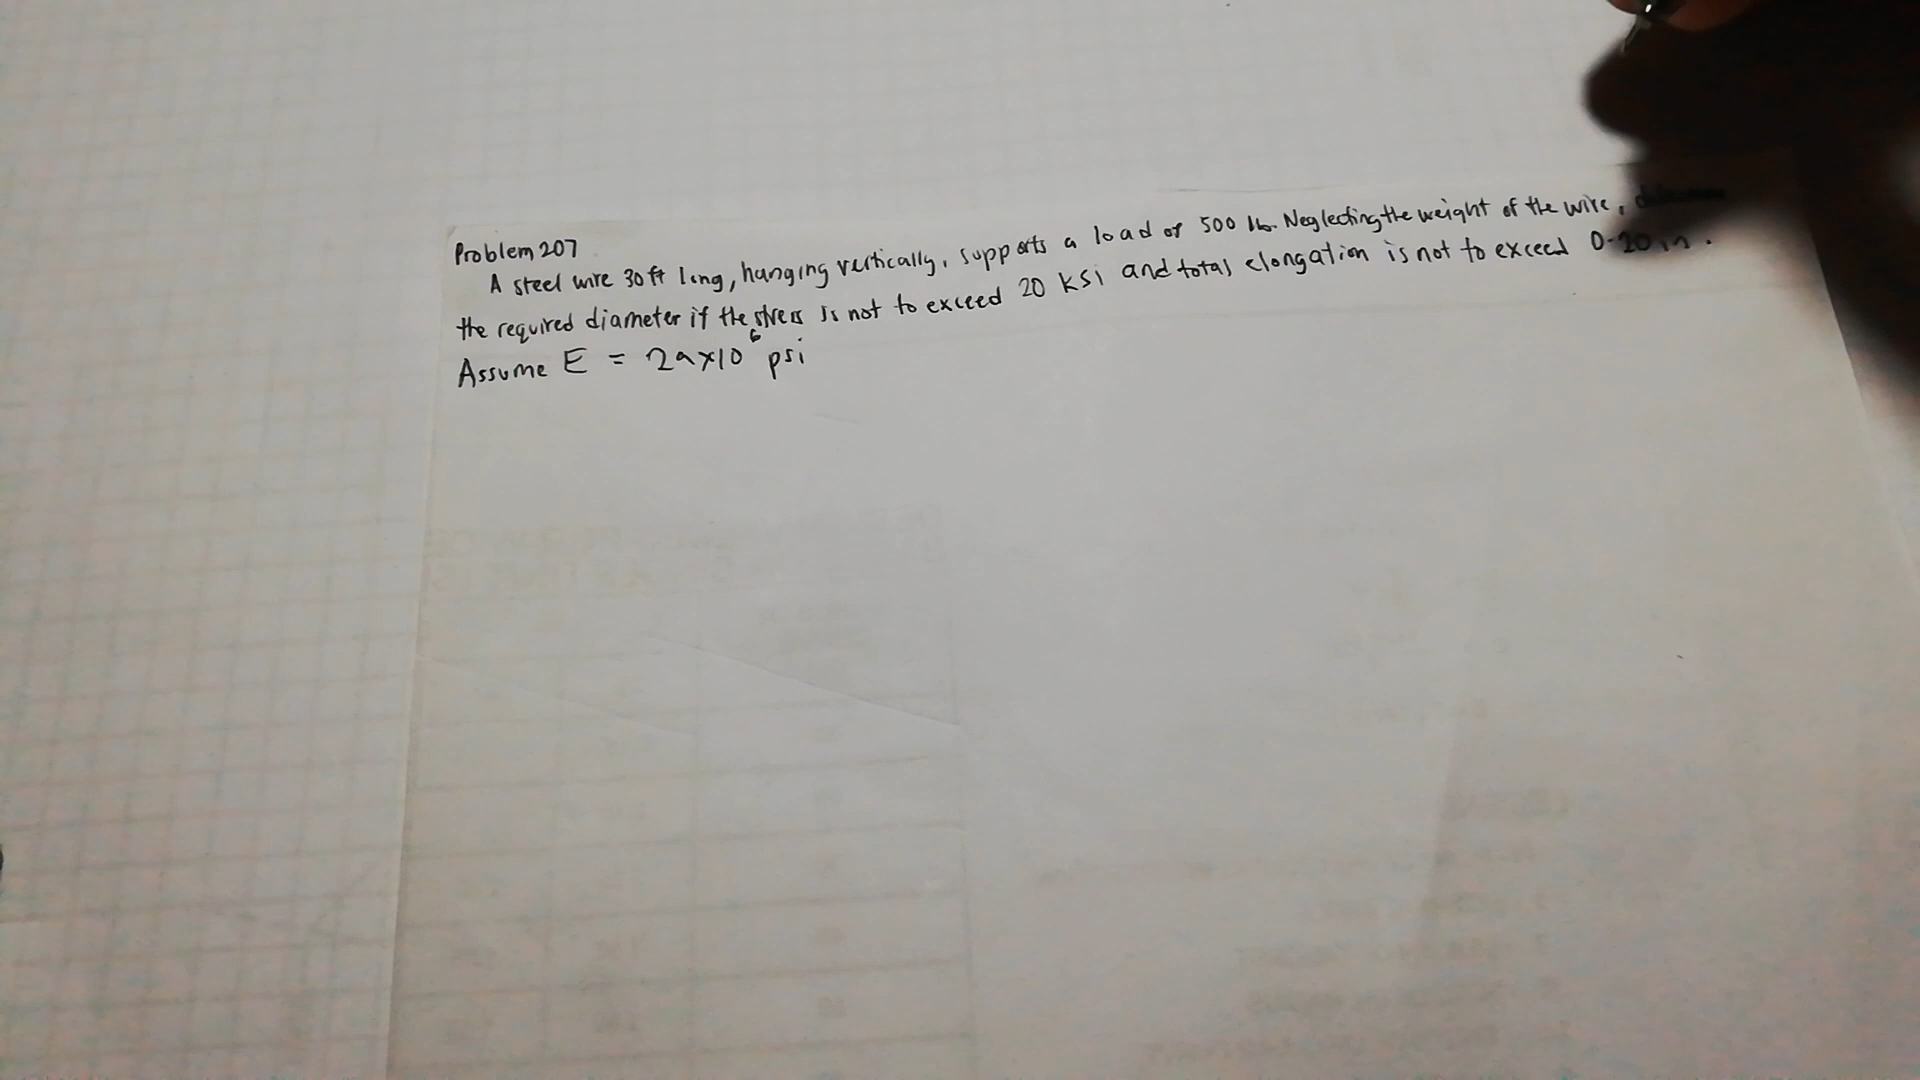 Problem 207
A steel wire 30 ft long, hanging vertically, supports a load of 500 lb. Neglecting the weight of the wire,
the required diameter if the stress is not to exceed 20 ksi and total elongation is not to exceed 0.20 in.
Assume E = 29x10^6 psi